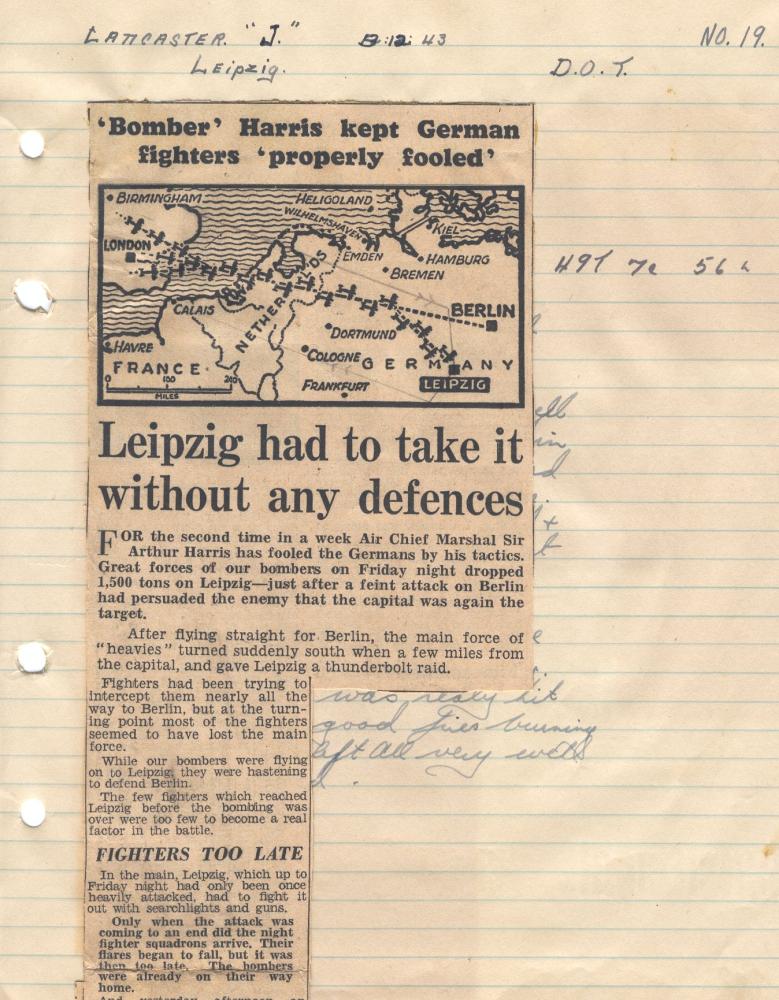 LANCASTER "J." 12 43 NO. 19.
Leipzig. D.O.T.
'Bomber' Harris kept German
fighters 'properly fooled'
BIRMINGHAM
HELIGOLAND
WILHELMSHAVEN
KIEL
LONDON
EMDEN
HAMBURG
BREMEN
BERLIN
CALAIS
NETHERLANDS
DORTMUND
HAVRE
COLOGNE
GERMANY
FRANCE
0 100 200
MILES
FRANKFURT
LEIPZIG
Leipzig had to take it
without any defences
FOR the second time in a week Air Chief Marshal Sir
Arthur Harris has fooled the Germans by his tactics.
Great forces of our bombers on Friday night dropped
1,500 tons on Leipzig—just after a feint attack on Berlin
had persuaded the enemy that the capital was again the
target.
After flying straight for Berlin, the main force of
"heavies" turned suddenly south when a few miles from
the capital, and gave Leipzig a thunderbolt raid.
Fighters had been trying to
intercept them nearly all the
way to Berlin, but at the turn-
ing point most of the fighters
seemed to have lost the main
force.
While our bombers were flying
on to Leipzig, they were hastening
to defend Berlin.
The few fighters which reached
Leipzig before the bombing was
over were too few to become a real
factor in the battle.
FIGHTERS TOO LATE
In the main, Leipzig, which up to
Friday night had only been once
heavily attacked, had to fight it
out with searchlights and guns.
Only when the attack was
coming to an end did the night
fighter squadrons arrive. Their
flares began to fall, but it was
then too late. The bombers
were already on their way
home.
And yesterday afternoon
was realy hit
good fires burning
left all very well